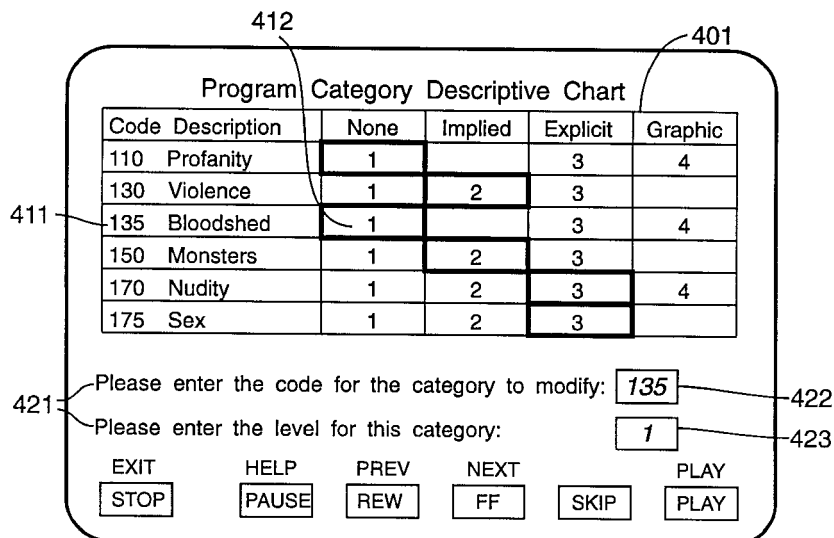 412
401
Program Category Descriptive Chart
Code Description None Implied Explicit Graphic
110 Profanity 1 3 4
130 Violence 1 2 3
411 135 Bloodshed 1 3 4
150 Monsters 2 3
170 Nudity 1 2 3 4
175 Sex 1 2 3
Please enter the code for the category to modify: 135
421 422
Please enter the level for this category: 1
423
EXIT HELP PREV NEXT PLAY
STOP PAUSE REW FF SKIP PLAY